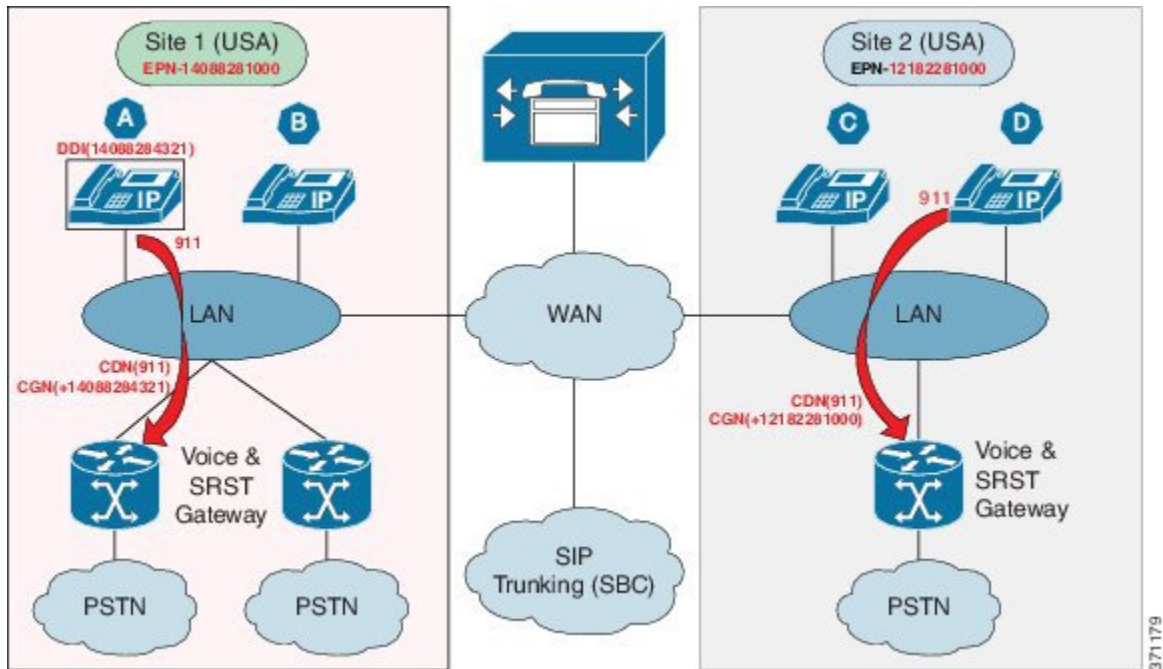 Site 1 (USA)
EPN-14088281000
A
B
DDI(14088284321)
IP
IP
911
LAN
CDN(911)
CGN(+14088284321)
Voice &
SRST
Gateway
PSTN
PSTN
WAN
SIP
Trunking (SBC)
Site 2 (USA)
EPN-12182281000
C
D
IP
IP
911
LAN
CDN(911)
CGN(+12182281000)
Voice &
SRST
Gateway
PSTN
371179